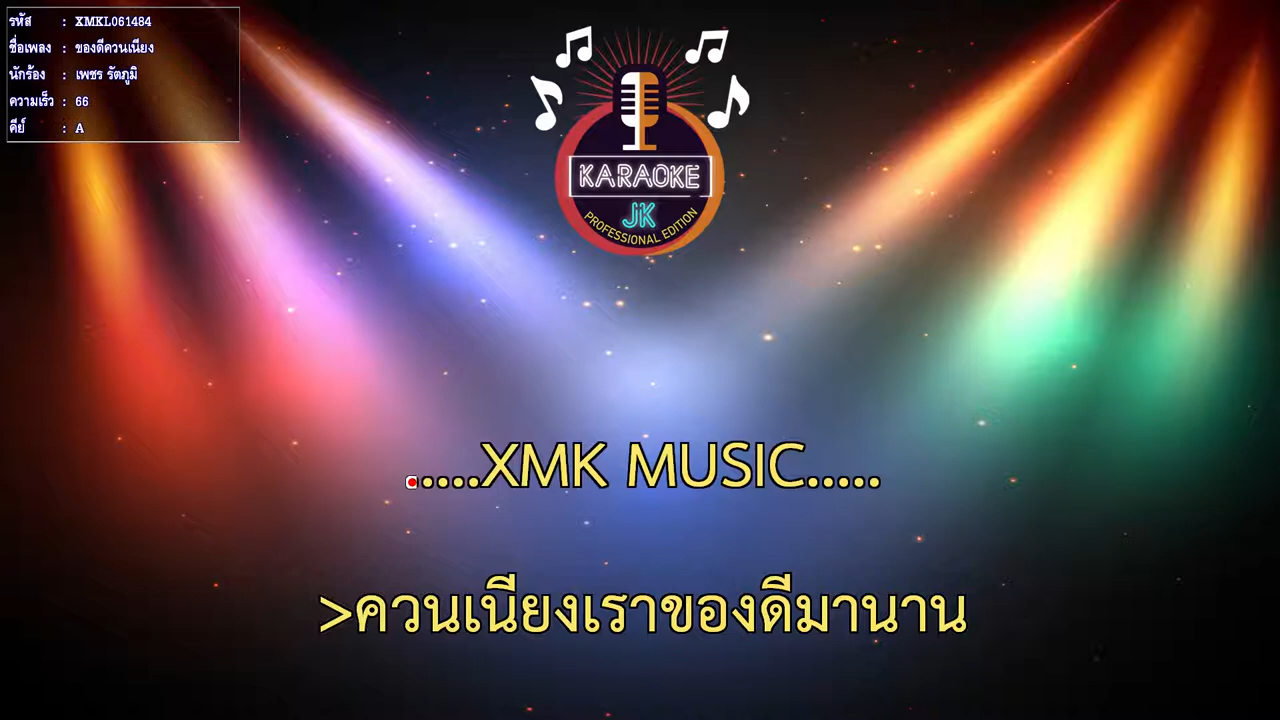 รหัส : XMKL061484
ชื่อเพลง : ของดีควนเนียง
นักร้อง : เพชร รัตภูมิ
ความเร็ว : 66
คีย์ : A
KARAOKE
JK
PROFESSIONAL EDITION
.....XMK MUSIC.....
>ควนเนียงเราของดีมานาน